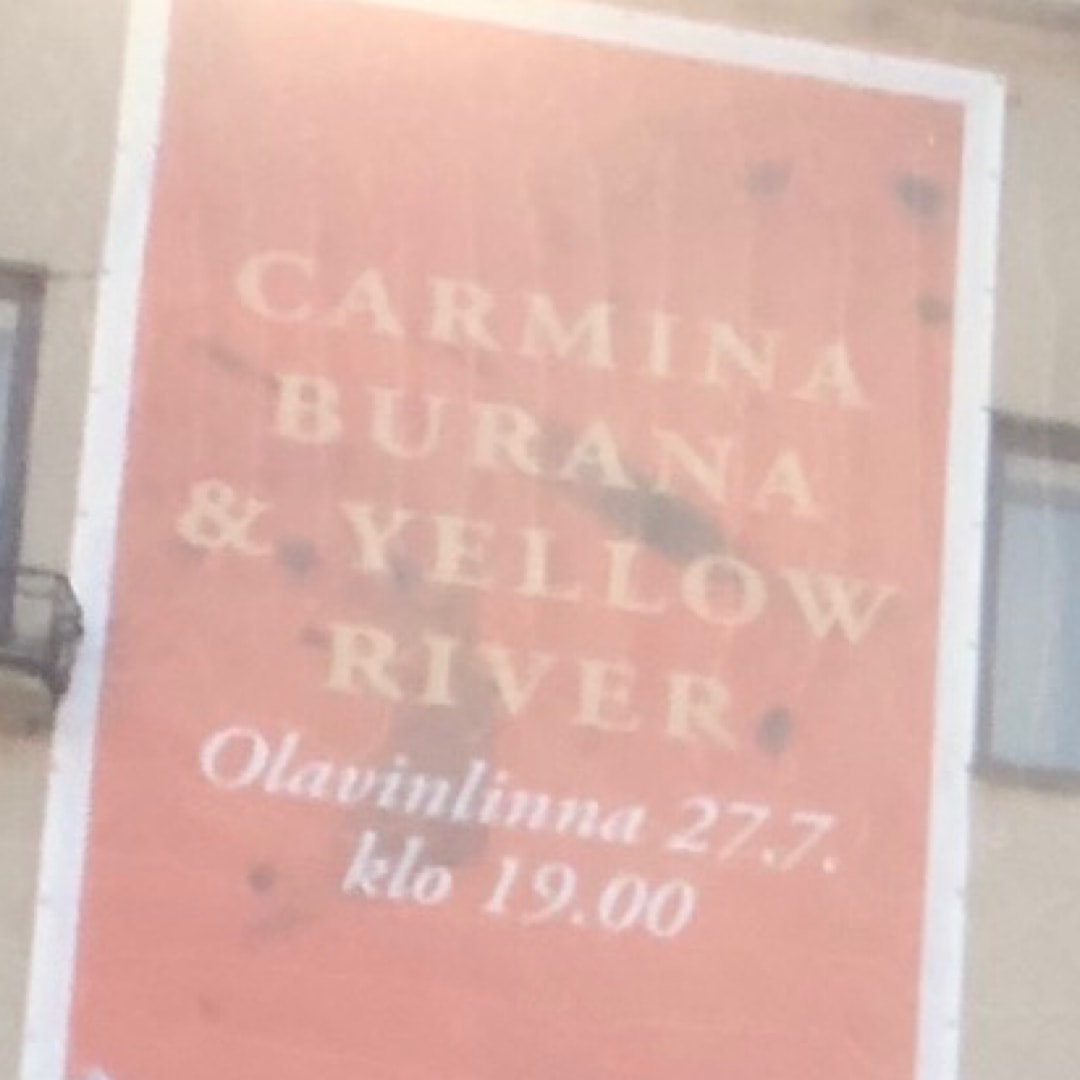 CARMINA
BURANA
& YELLOW
RIVER
Olavinlinna 27.7.
klo 19.00